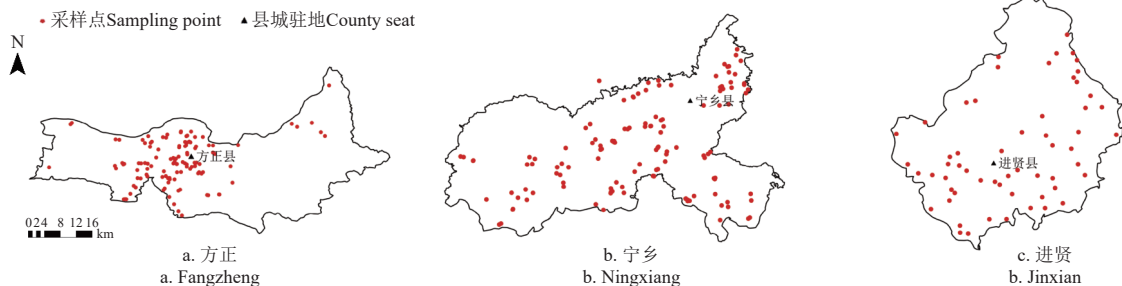 采样点Sampling point 县城驻地County seat
N
方正县
宁乡县
进贤县
0 2 4 8 12 16 km
a. 方正
a. Fangzheng
b. 宁乡
b. Ningxiang
c. 进贤
b. Jinxian